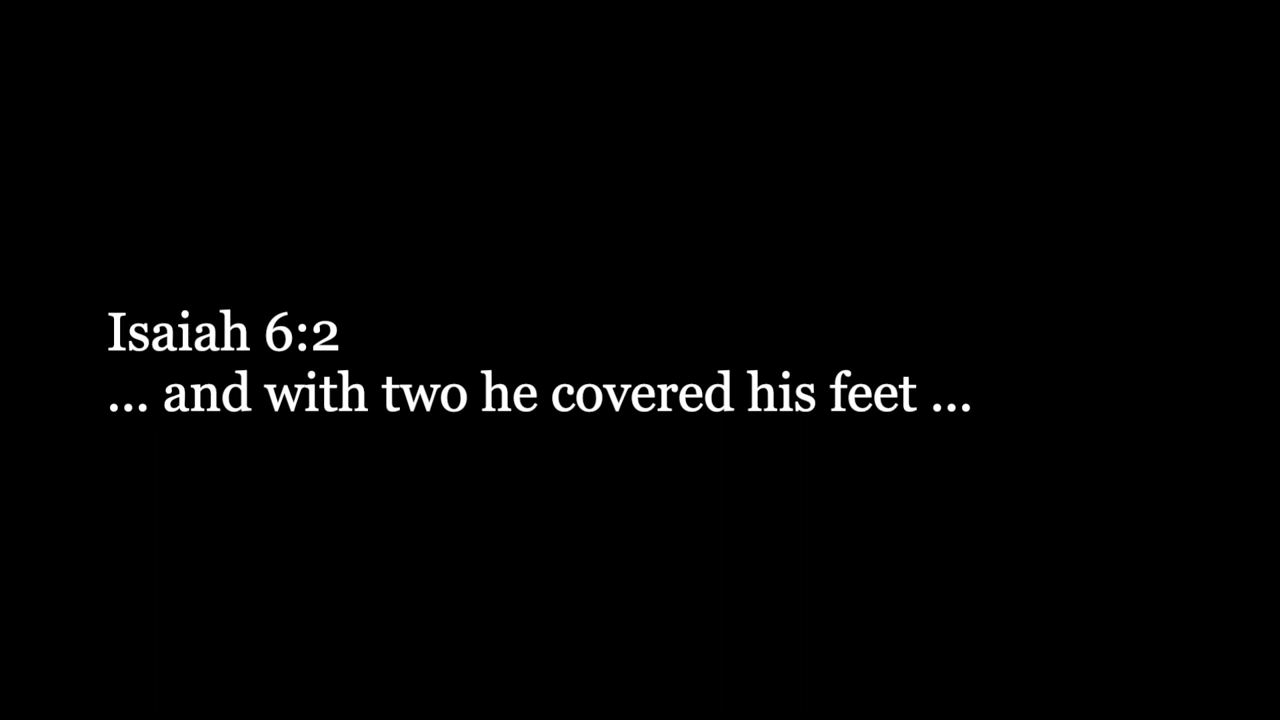 Isaiah 6:2
... and with two he covered his feet ...